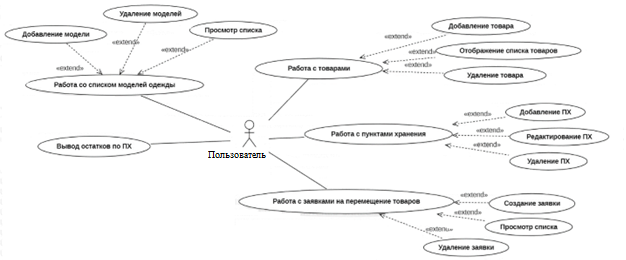 Удаление моделей
Добавление модели
Просмотр списка
«extend»
«extend»
«extend»
Работа со списком моделей одежды
Добавление товара
«extend»
Отображение списка товаров
«extend»
Работа с товарами
«extend»
Удаление товара
Добавление ПХ
«extend»
Работа с пунктами хранения
«extend»
Редактирование ПХ
«extend»
Удаление ПХ
Вывод остатков по ПХ
Пользователь
Работа с заявками на перемещение товаров
«extend»
Создание заявки
«extend»
Просмотр списка
«extend»
Удаление заявки